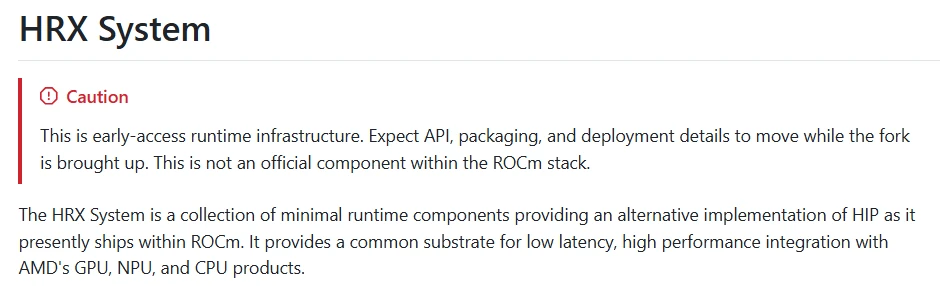 HRX System
Caution
This is early-access runtime infrastructure. Expect API, packaging, and deployment details to move while the fork
is brought up. This is not an official component within the ROCm stack.
The HRX System is a collection of minimal runtime components providing an alternative implementation of HIP as it
presently ships within ROCm. It provides a common substrate for low latency, high performance integration with
AMD's GPU, NPU, and CPU products.